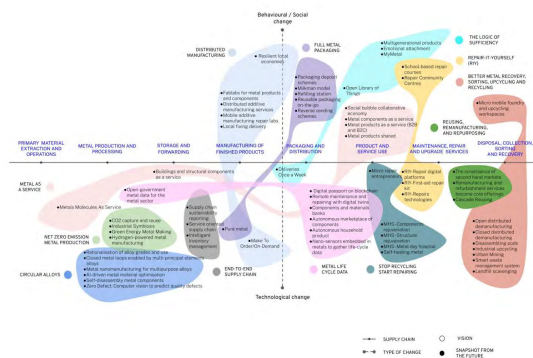 Behavioural / Social
change
DISTRIBUTED
MANUFACTURING
•Resilient local
economies
FULL METAL
PACKAGING
•Multigenerational products
•Emotional attachment
•MyMetal
THE LOGIC OF
SUFFICIENCY
•School-based repair
courses
•Repair Community
Centres
REPAIR-IT-YOURSELF
(RIY)
BETTER METAL RECOVERY,
SORTING, UPCYCLING AND
RECYCLING
•Fablabs for metal products
and components
•Distributed additive
manufacturing services
•Mobile additive
manufacturing repair labs
•Local fixing delivery
•Packaging deposit
schemes
•Milkman model
•Refilling station
•Reusable packaging
on-the-go
•Reverse vending
schemes
•Open Library of
Things
•Social bubble collaborative
economy
•Metal components as a service
•Metal products as a service (B2B
and B2C)
•Metal products shared
•Micro mobile
foundry and upcycling
workspaces
REUSING,
REMANUFACTURING,
AND REPURPOSING
PRIMARY MATERIAL
EXTRACTION AND
OPERATIONS
METAL PRODUCTION AND
PROCESSING
STORAGE AND
FORWARDING
MANUFACTURING OF
FINISHED PRODUCTS
PACKAGING AND
DISTRIBUTION
PRODUCT AND
SERVICE USE
MAINTENANCE, REPAIR
AND UPGRADE SERVICES
DISPOSAL, COLLECTION,
SORTING
AND RECOVERY
•Metals Molecules As Service
•Buildings and structural components
as a service
•Delivered
Once a Week
•Micro-repair
entrepreneurs
•RIY-Repair digital
platforms
•RIY-First-aid repair
kit
•RIY-Repairs
technologies
•The renaissance of
second hand markets
•Remanufacturing and
refurbishment services
become core offerings
•Cascade Reusing
METAL AS
A SERVICE
•Open government
metal data for the
metal sector
•Digital passport on blockchain
•Remote maintenance and
repairing with digital twins
•Components and materials
banks
•Autonomous marketplace of
components
•Autonomous household
product
•Nano-sensors embedded in
metals to gather life-cycle
data
•Supply chain
sustainability
reporting
•Service oriented
supply chain
•Intelligent
inventory
management
•Pure metal
•Make To
Order/On-Demand
NET ZERO EMISSION
METAL PRODUCTION
•CO2 capture and reuse
•Industrial Symbiosis
•Green Energy Metal Making
•Hydrogen-powered metal
manufacturing
•MHS-Components
rejuvenation
•MHS-Structural
rejuvenation
•MHS-Metal day hospital
•Self-healing metal
•Open distributed
demanufacturing
•Closed distributed
demanufacturing
•Disassembling code
•Industrial upcycling
•Urban Mining
•Smart waste
management system
•Landfill scavenging
CIRCULAR ALLOYS
•Rationalisation of alloy grades and use
•Closed metal loops enabled by multi principal element
alloys
•Metal nanomanufacturing for multipurpose alloys
•AI-driven metal material optimisation
•Self-disassembly metal components
•Zero Defect: Computer vision to predict quality defects
END-TO-END
SUPPLY CHAIN
METAL LIFE
CYCLE DATA
STOP RECYCLING
START REPAIRING
Technological change
SUPPLY CHAIN
VISION
TYPE OF CHANGE
SNAPSHOT FROM
THE FUTURE